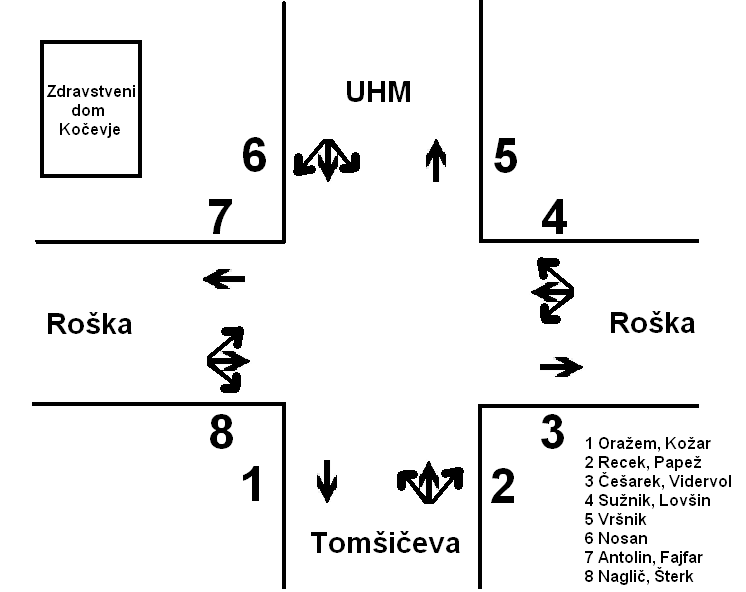 UHM
Zdravstveni
dom
Kočevje
6
5
7
4
Roška
Roška
8
3
1
2
Tomšičeva
1 Oražem, Kožar
2 Recek, Papež
3 Češarek, Vidervol
4 Sužnik, Lovšin
5 Vršnik
6 Nosan
7 Antolin, Fajfar
8 Naglič, Šterk